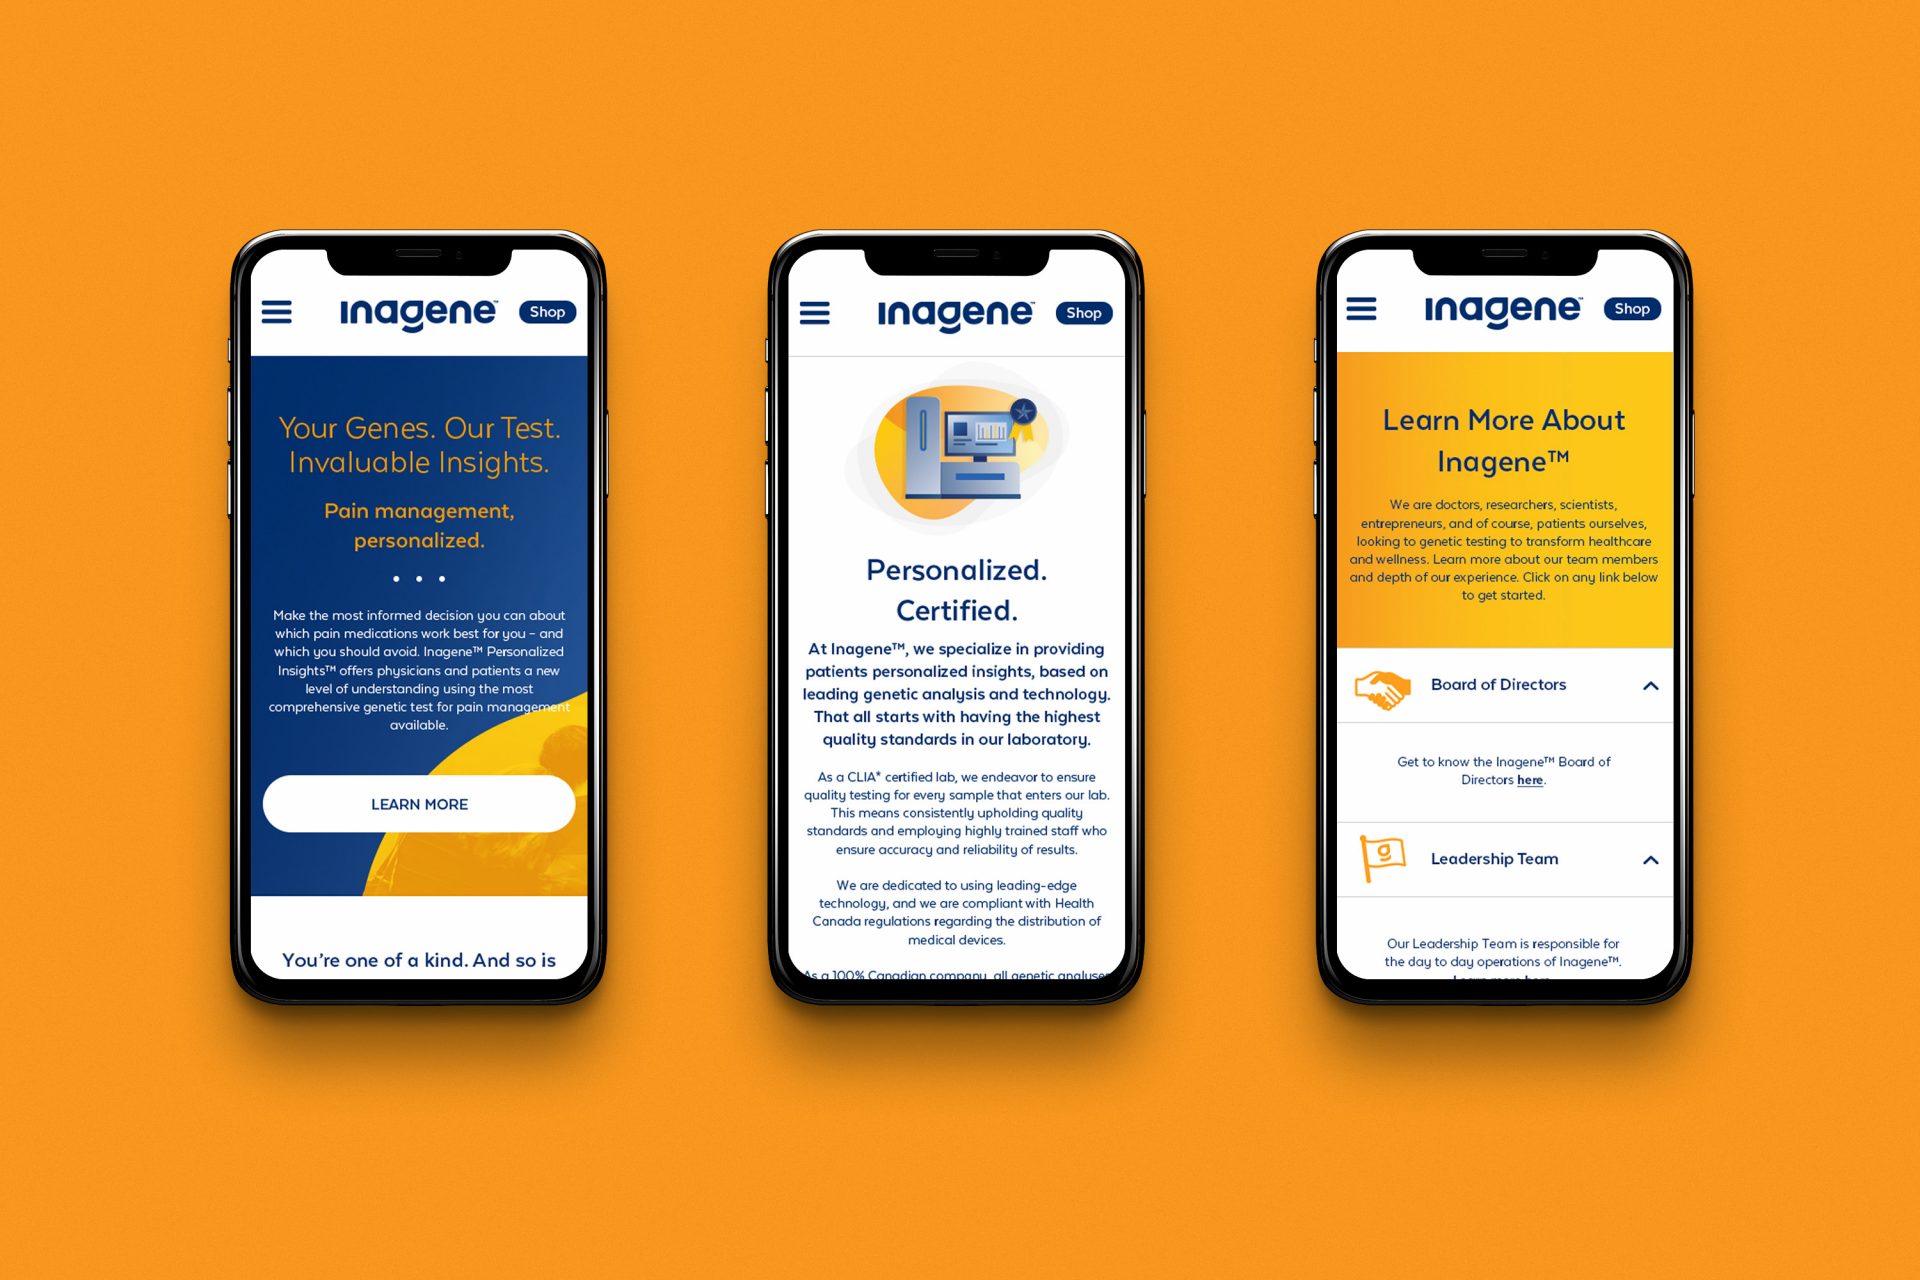 ınagene™
Shop
Your Genes. Our Test.
Invaluable Insights.
Pain management,
personalized.
Make the most informed decision you can about
which pain medications work best for you – and
which you should avoid. Inagene™ Personalized
Insights™ offers physicians and patients a new
level of understanding using the most
comprehensive genetic test for pain management
available.
LEARN MORE
You’re one of a kind. And so is
ınagene™
Shop
Personalized.
Certified.
At Inagene™, we specialize in providing
patients personalized insights, based on
leading genetic analysis and technology.
That all starts with having the highest
quality standards in our laboratory.
As a CLIA* certified lab, we endeavor to ensure
quality testing for every sample that enters our lab.
This means consistently upholding quality
standards and employing highly trained staff who
ensure accuracy and reliability of results.
We are dedicated to using leading-edge
technology, and we are compliant with Health
Canada regulations regarding the distribution of
medical devices.
As a 100% Canadian company, all genetic analyses
ınagene™
Shop
Learn More About
Inagene™
We are doctors, researchers, scientists,
entrepreneurs, and of course, patients ourselves,
looking to genetic testing to transform healthcare
and wellness. Learn more about our team members
and depth of our experience. Click on any link below
to get started.
Board of Directors
Get to know the Inagene™ Board of
Directors here.
g
Leadership Team
Our Leadership Team is responsible for
the day to day operations of Inagene™.
Learn more here.